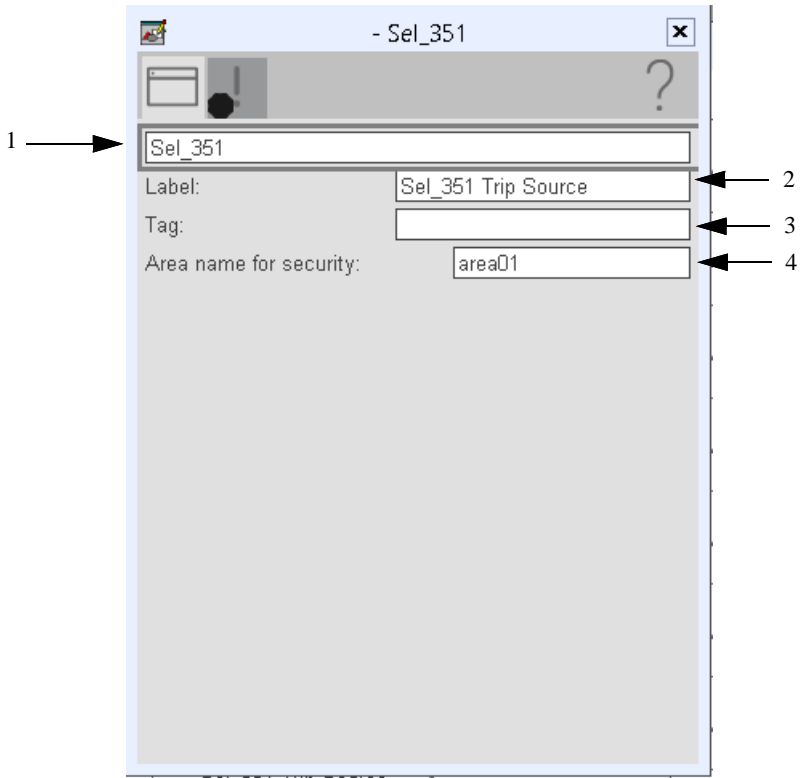 - Sel_351
?
1
Sel_351
Label: Sel_351 Trip Source 2
Tag: 3
Area name for security: area01 4